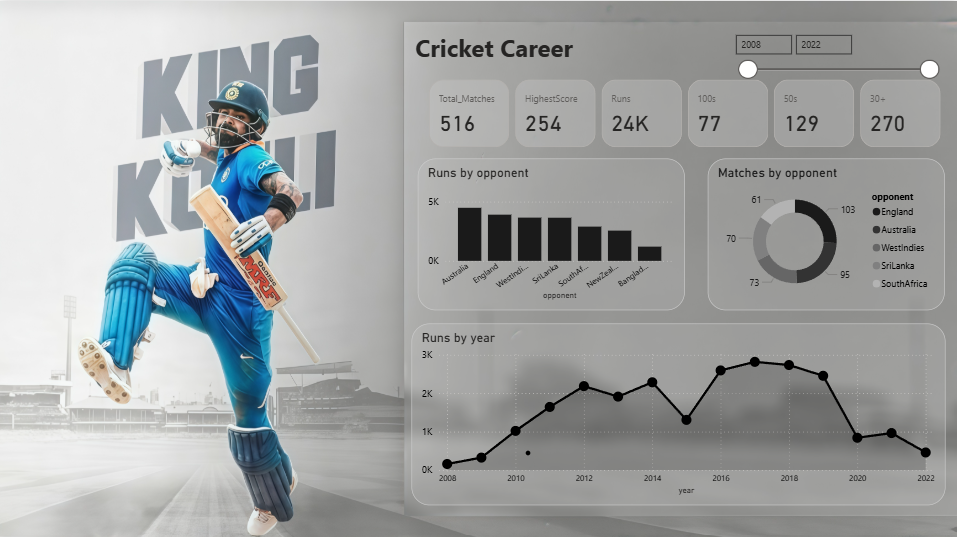 KING
KOHLI
Cricket Career
2008
2022
Total_Matches
516
HighestScore
254
Runs
24K
100s
77
50s
129
30+
270
Runs by opponent
5K
0K
Australia
England
WestIndi...
SriLanka
SouthAf...
NewZeal...
Banglad...
opponent
Matches by opponent
61
103
70
95
73
opponent
England
Australia
WestIndies
SriLanka
SouthAfrica
Runs by year
3K
2K
1K
0K
2008 2010 2012 2014 2016 2018 2020 2022
year
MRF